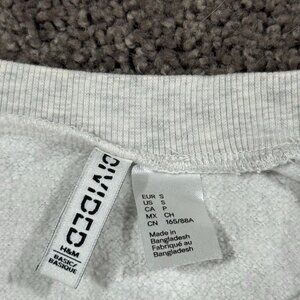 DIVIDED
H&M
BASIC/
BASIQUE
EUR S
US S
CA P
MX CH
CN 165/88A
Made in
Bangladesh
Fabriqué au
Bangladesh